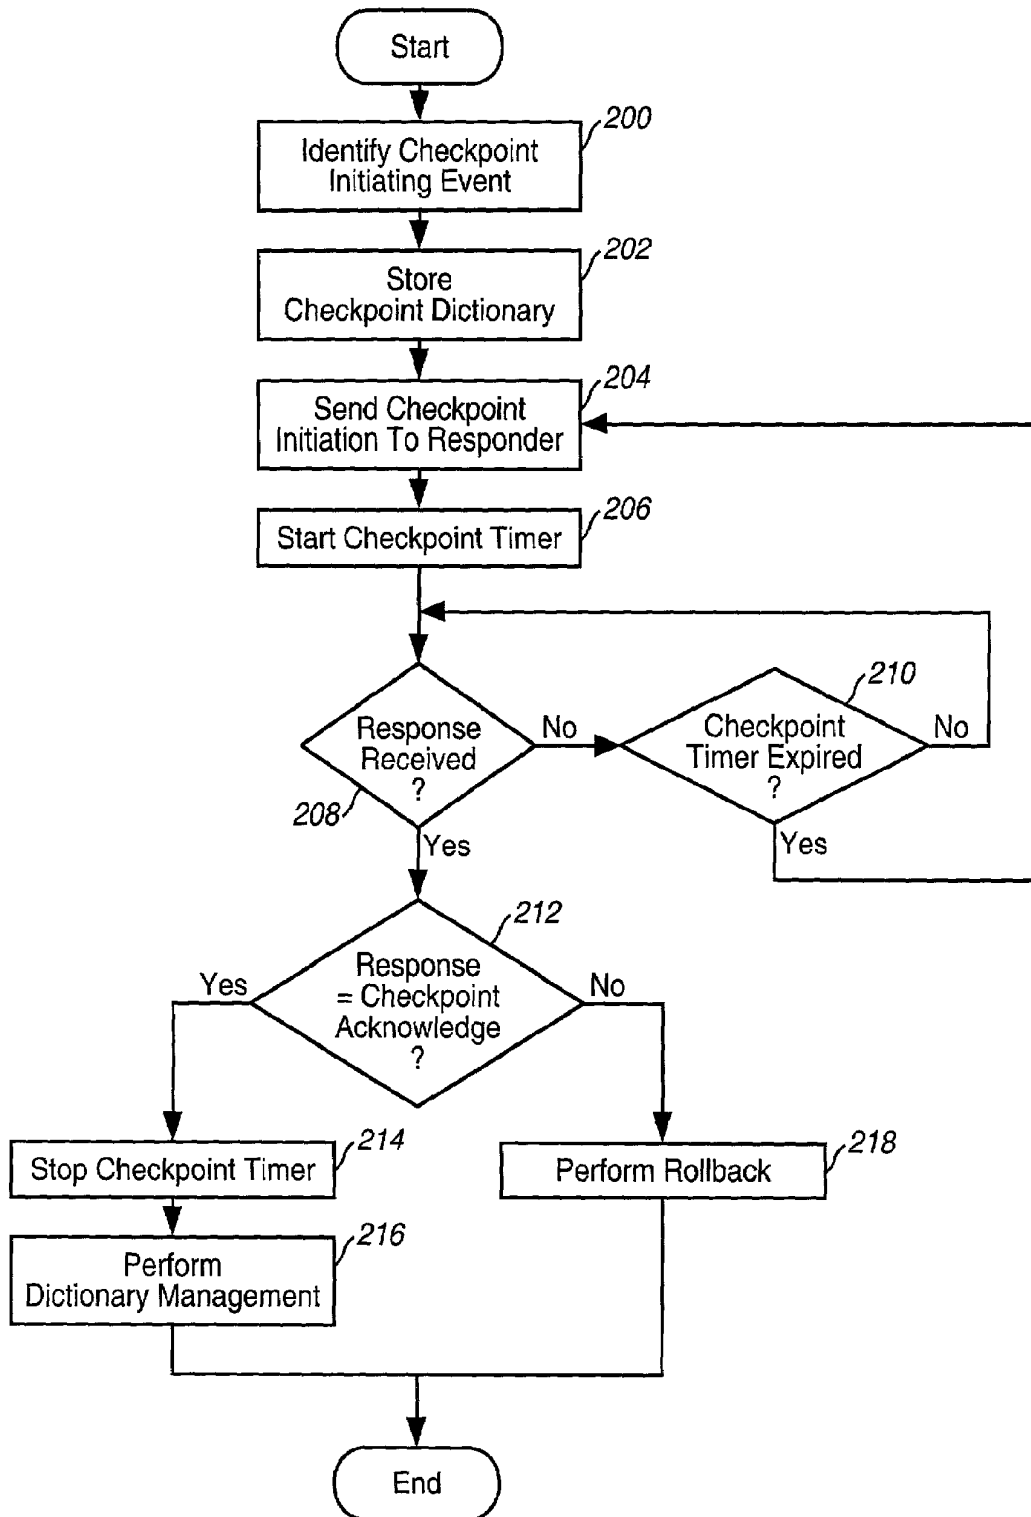 Start
200
Identify Checkpoint
Initiating Event
202
Store
Checkpoint Dictionary
204
Send Checkpoint
Initiation To Responder
206
Start Checkpoint Timer
210
Response
Received
?
No
Checkpoint
Timer Expired
?
No
208
Yes
Yes
212
Response
= Checkpoint
Acknowledge
?
Yes
No
214
Stop Checkpoint Timer
218
Perform Rollback
216
Perform
Dictionary Management
End